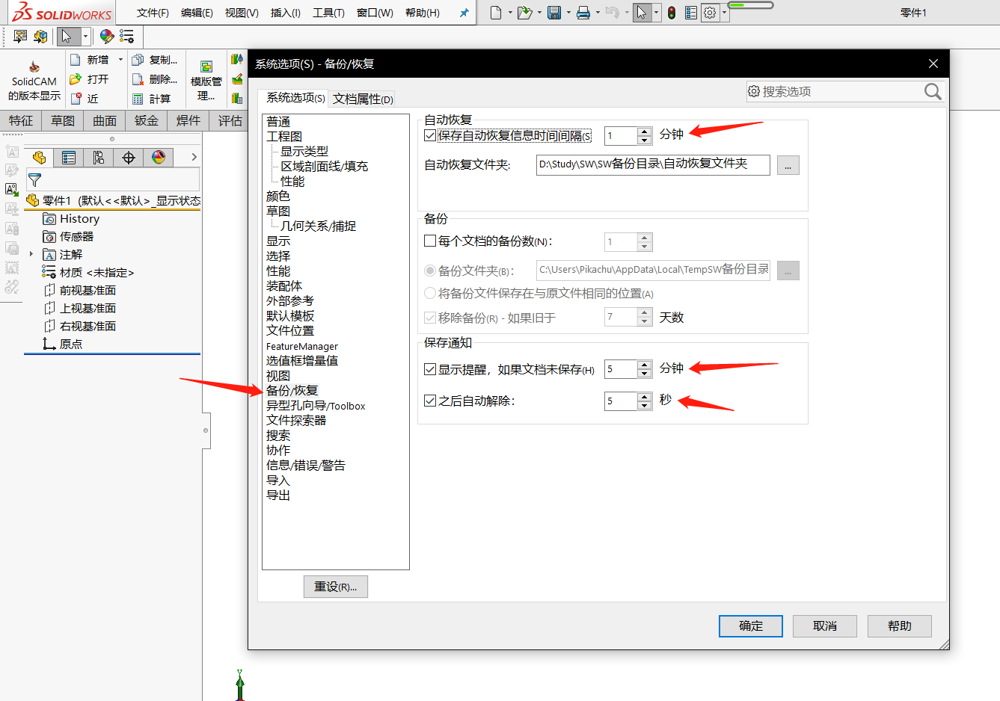 SOLIDWORKS
文件(F) 编辑(E) 视图(V) 插入(I) 工具(T) 窗口(W) 帮助(H)
零件1
SolidCAM
的版本显示
新增
打开
近
复制...
删除...
計算
模版管
理...
特征 草图 曲面 钣金 焊件 评估
零件1 (默认<<默认>_显示状态
History
传感器
注解
材质 <未指定>
前视基准面
上视基准面
右视基准面
原点
系统选项(S) - 备份/恢复
系统选项(S) 文档属性(D)
搜索选项
普通
工程图
显示类型
区域剖面线/填充
性能
颜色
草图
几何关系/捕捉
显示
选择
性能
装配体
外部参考
默认模板
文件位置
FeatureManager
选值框增量值
视图
备份/恢复
异型孔向导/Toolbox
文件探索器
搜索
协作
信息/错误/警告
导入
导出
重设(R)...
自动恢复
保存自动恢复信息时间间隔(S 1 分钟
自动恢复文件夹: D:\Study\SW\SW备份目录\自动恢复文件夹 ...
备份
每个文档的备份数(N): 1
备份文件夹(B): C:\Users\Pikachu\AppData\Local\TempSW备份目录 ...
将备份文件保存在与原文件相同的位置(A)
移除备份(R) - 如果旧于 7 天数
保存通知
显示提醒，如果文档未保存(H) 5 分钟
之后自动解除: 5 秒
确定 取消 帮助
Y